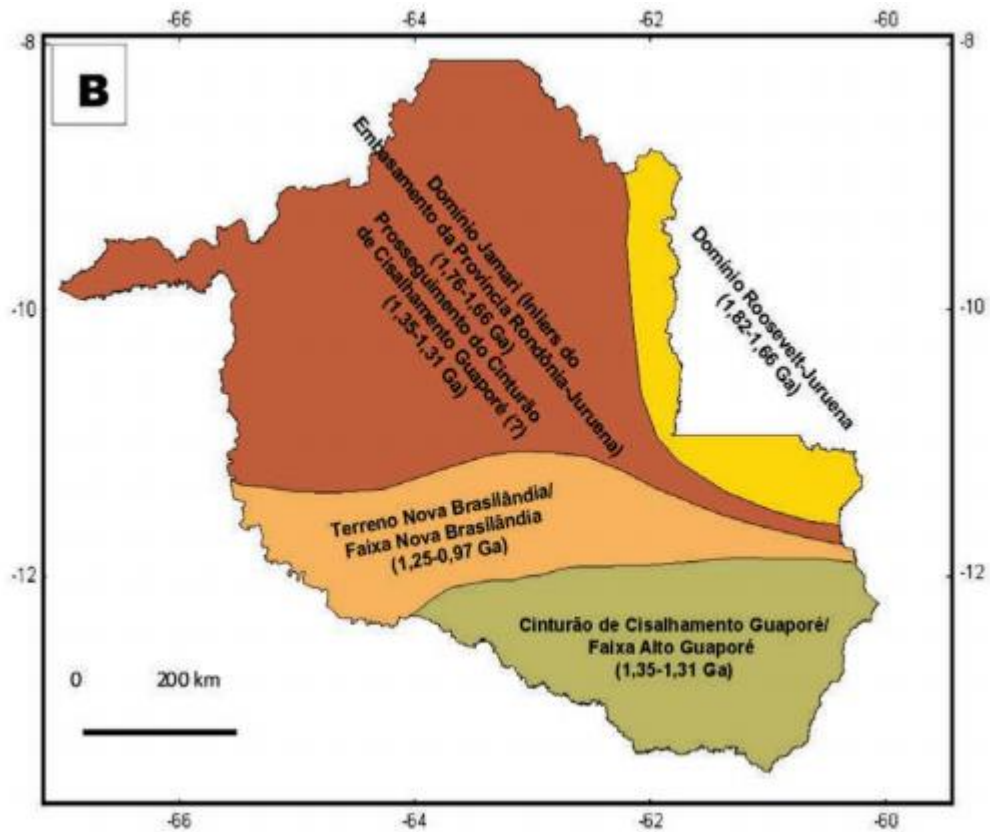 -66 -64 -62 -60
-8 -8
B
Domínio Jamari (Inliers do
Embasamento da Província Rondônia-Juruena)
(1,76-1,66 Ga)
Prosseguimento do Cinturão
de Cisalhamento Guaporé (?)
(1,35-1,31 Ga)
Domínio Roosevelt-Juruena
(1,82-1,66 Ga)
-10 -10
Terreno Nova Brasilândia/
Faixa Nova Brasilândia
(1,25-0,97 Ga)
-12 -12
Cinturão de Cisalhamento Guaporé/
Faixa Alto Guaporé
(1,35-1,31 Ga)
0 200 km
-66 -64 -62 -60